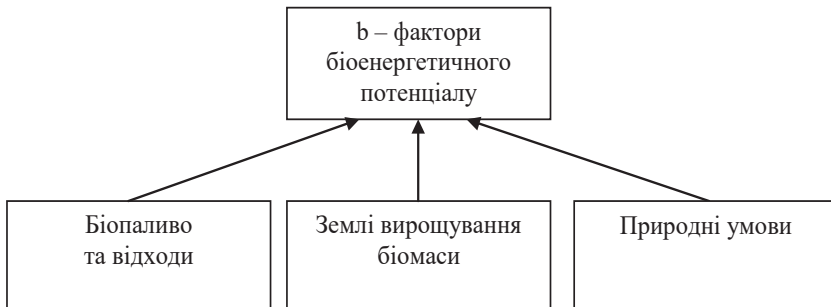 b – фактори
біоенергетичного
потенціалу
Біопаливо
та відходи
Землі вирощування
біомаси
Природні умови